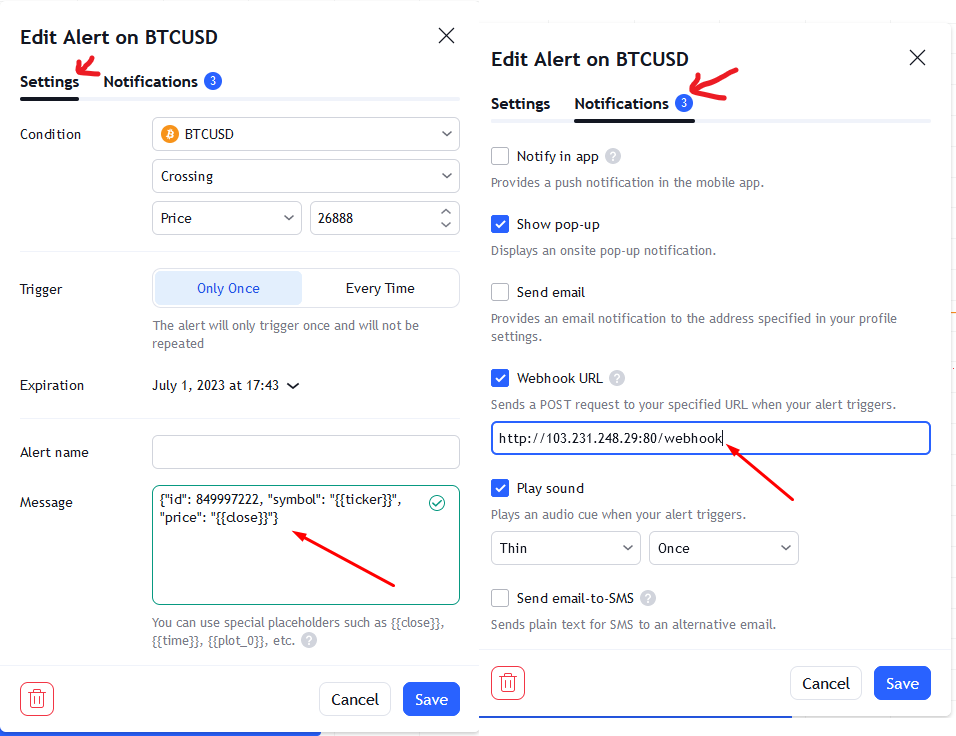 Edit Alert on BTCUSD
Settings
Notifications 3
Condition
BTCUSD
Crossing
Price
26888
Trigger
Only Once
Every Time
The alert will only trigger once and will not be
repeated
Expiration
July 1, 2023 at 17:43
Alert name
Message
{"id": 849997222, "symbol": "{{ticker}}",
"price": "{{close}}"}
You can use special placeholders such as {{close}},
{{time}}, {{plot_0}}, etc. ?
Cancel
Save
Edit Alert on BTCUSD
Settings
Notifications 3
Notify in app ?
Provides a push notification in the mobile app.
Show pop-up
Displays an onsite pop-up notification.
Send email
Provides an email notification to the address specified in your profile
settings.
Webhook URL ?
Sends a POST request to your specified URL when your alert triggers.
http://103.231.248.29:80/webhook
Play sound
Plays an audio cue when your alert triggers.
Thin
Once
Send email-to-SMS ?
Sends plain text for SMS to an alternative email.
Cancel
Save